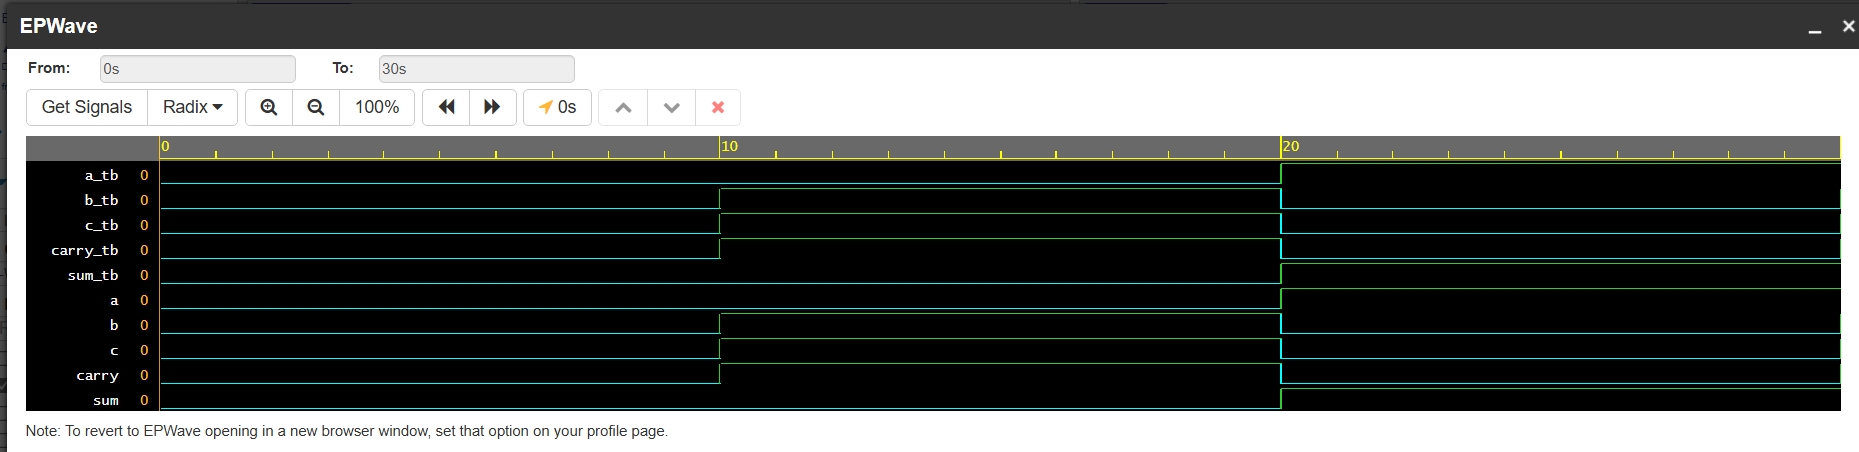 EPWave
From: 0s To: 30s
Get Signals Radix 100% 0s
0 10 20
a_tb 0
b_tb 0
c_tb 0
carry_tb 0
sum_tb 0
a 0
b 0
c 0
carry 0
sum 0
Note: To revert to EPWave opening in a new browser window, set that option on your profile page.